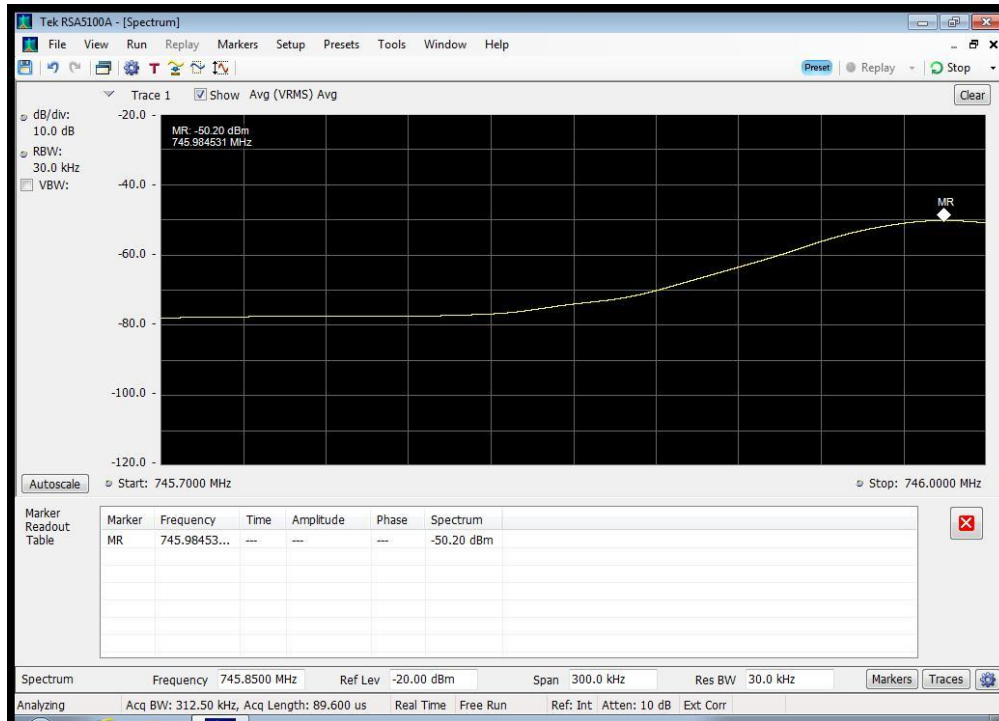 Tek RSA5100A - [Spectrum]
File View Run Replay Markers Setup Presets Tools Window Help
Preset Replay Stop
Trace 1 Show Avg (VRMS) Avg Clear
dB/div:
10.0 dB
RBW:
30.0 kHz
VBW:
-20.0
-40.0
-60.0
-80.0
-100.0
-120.0
MR: -50.20 dBm
745.984531 MHz
MR
Autoscale Start: 745.7000 MHz Stop: 746.0000 MHz
Marker
Readout
Table
Marker Frequency Time Amplitude Phase Spectrum
MR 745.98453... --- --- --- -50.20 dBm
Spectrum Frequency 745.8500 MHz Ref Lev -20.00 dBm Span 300.0 kHz Res BW 30.0 kHz Markers Traces
Analyzing Acq BW: 312.50 kHz, Acq Length: 89.600 us Real Time Free Run Ref: Int Atten: 10 dB Ext Corr